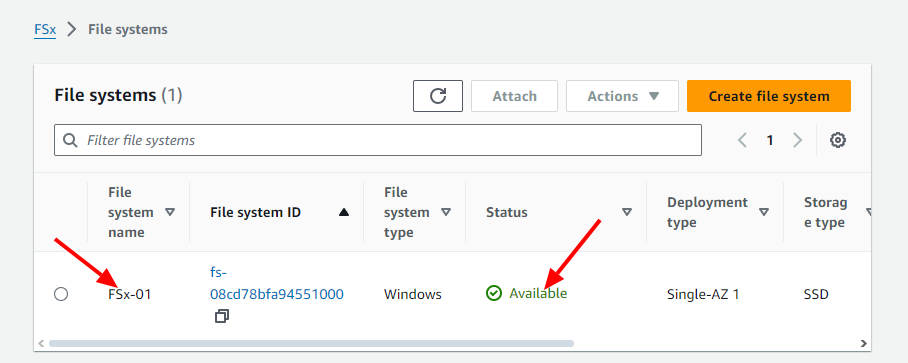 FSx > File systems
File systems (1)
Attach
Actions
Create file system
Filter file systems
1
File
system
name
File system ID
File
system
type
Status
Deployment
type
Storag
e type
FSx-01
fs-
08cd78bfa94551000
Windows
Available
Single-AZ 1
SSD